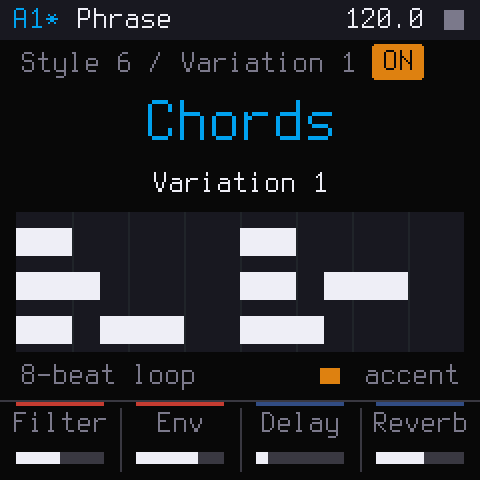 A1* Phrase 120.0
Style 6 / Variation 1 ON
Chords
Variation 1
8-beat loop accent
Filter Env Delay Reverb